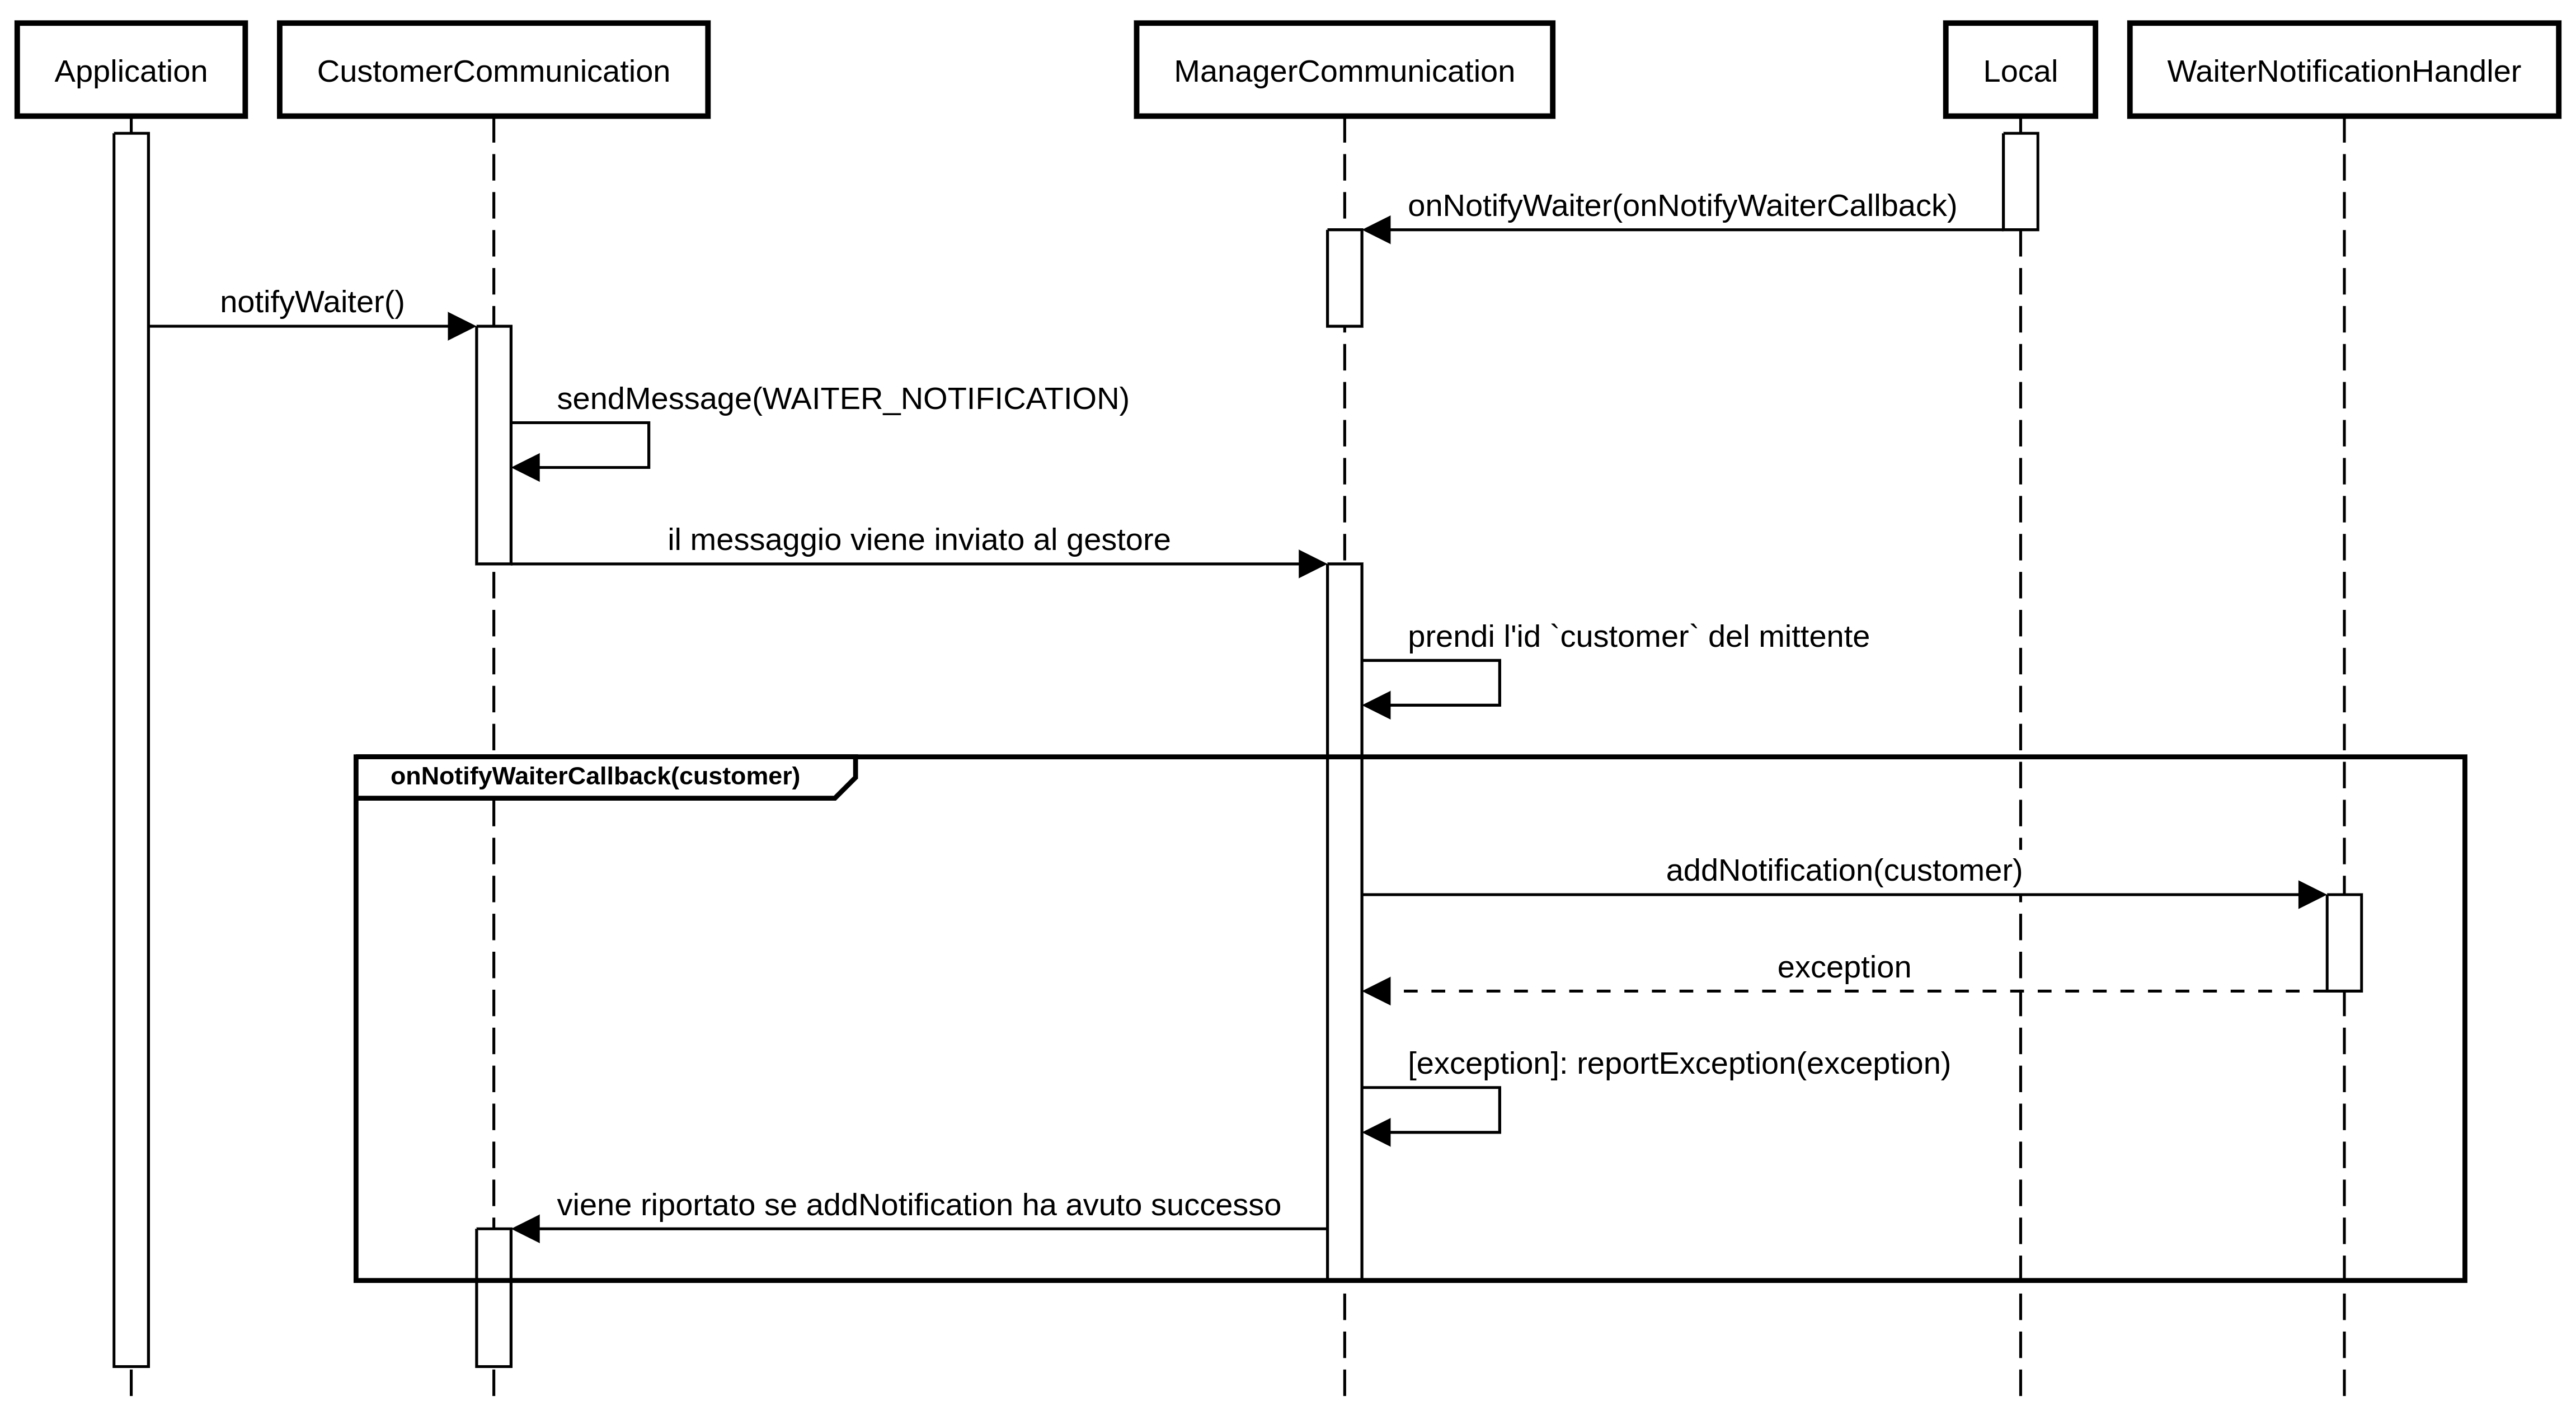 Application
CustomerCommunication
ManagerCommunication
Local
WaiterNotificationHandler
onNotifyWaiter(onNotifyWaiterCallback)
notifyWaiter()
sendMessage(WAITER_NOTIFICATION)
il messaggio viene inviato al gestore
prendi l'id `customer` del mittente
onNotifyWaiterCallback(customer)
addNotification(customer)
exception
[exception]: reportException(exception)
viene riportato se addNotification ha avuto successo